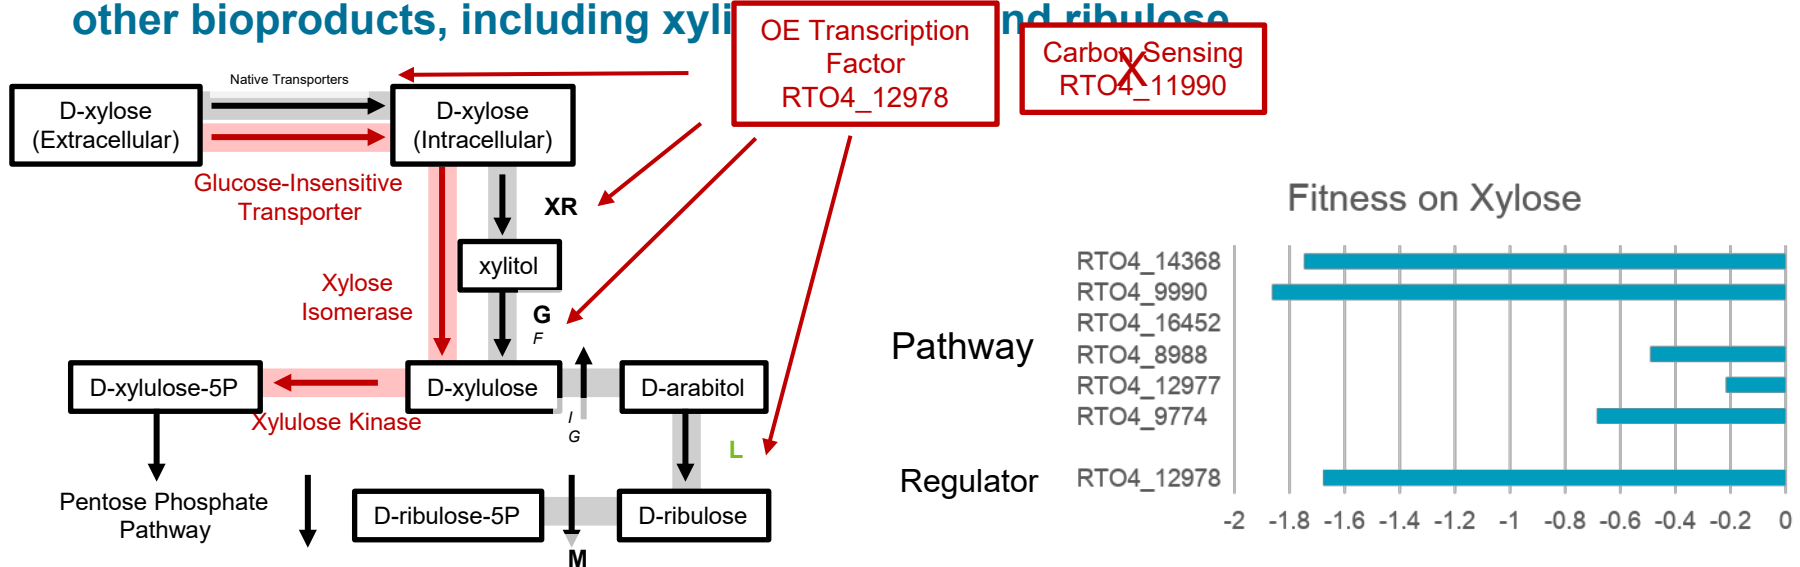 other bioproducts, including xyli nd ribulose
OE Transcription
Factor
RTO4_12978
Carbon Sensing
X
RTO4_11990
Native Transporters
D-xylose
(Extracellular)
D-xylose
(Intracellular)
Glucose-Insensitive
Transporter
XR
xylitol
Xylose
Isomerase
G
F
D-xylulose-5P
D-xylulose
D-arabitol
Xylulose Kinase
I
G
L
Pentose Phosphate
Pathway
D-ribulose-5P
D-ribulose
M
Fitness on Xylose
Pathway
RTO4_14368
RTO4_9990
RTO4_16452
RTO4_8988
RTO4_12977
RTO4_9774
Regulator
RTO4_12978
-2 -1.8 -1.6 -1.4 -1.2 -1 -0.8 -0.6 -0.4 -0.2 0